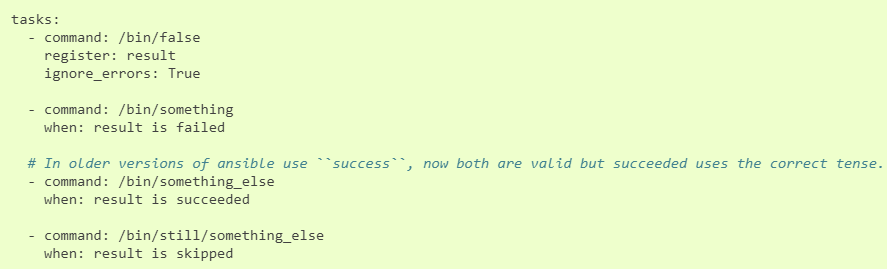 tasks:
  - command: /bin/false
    register: result
    ignore_errors: True
  - command: /bin/something
    when: result is failed
  # In older versions of ansible use ``success``, now both are valid but succeeded uses the correct tense.
  - command: /bin/something_else
    when: result is succeeded
  - command: /bin/still/something_else
    when: result is skipped